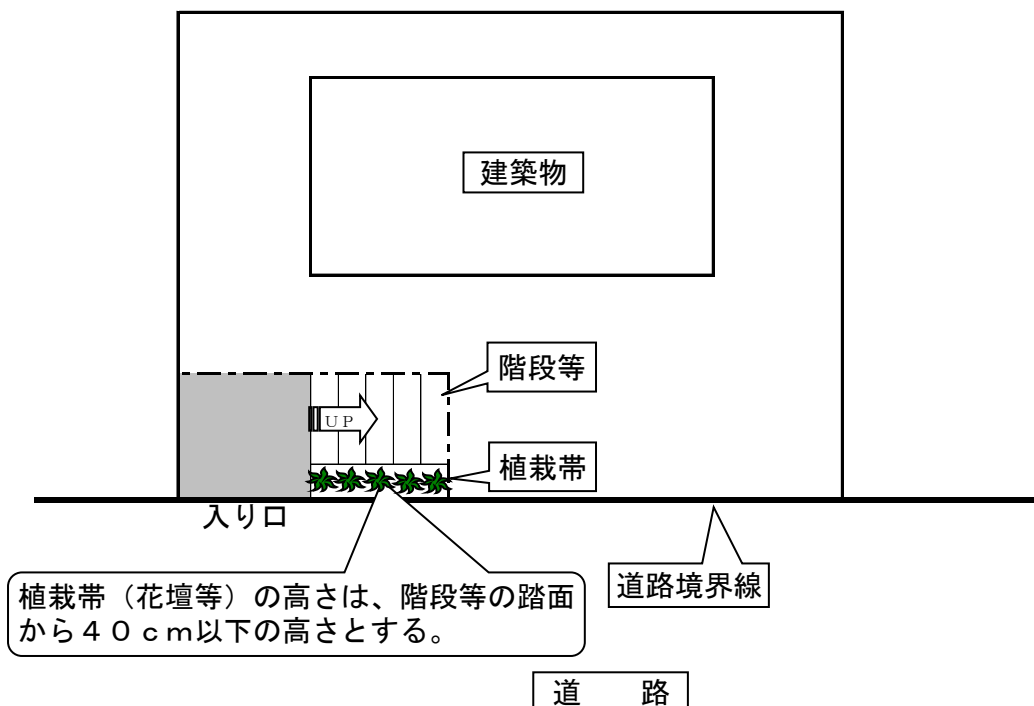 建築物
階段等
UP
植栽帯
入り口
道路境界線
植栽帯（花壇等）の高さは、階段等の踏面
から４０ｃｍ以下の高さとする。
道　　路